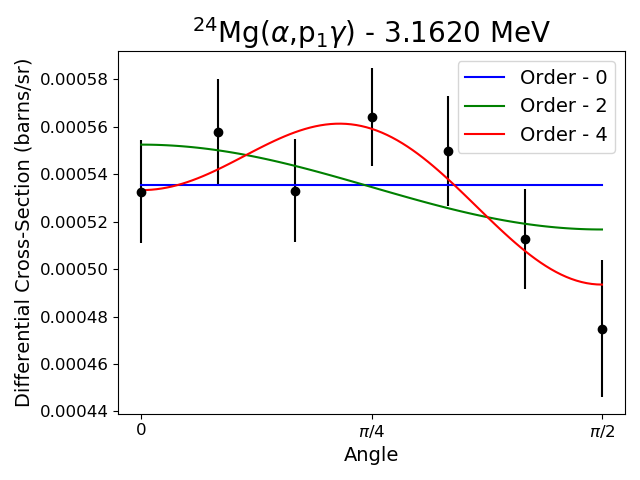 ²⁴Mg(α,p₁γ) - 3.1620 MeV
Differential Cross-Section (barns/sr)
0.00058
0.00056
0.00054
0.00052
0.00050
0.00048
0.00046
0.00044
Order - 0
Order - 2
Order - 4
0
π/4
π/2
Angle